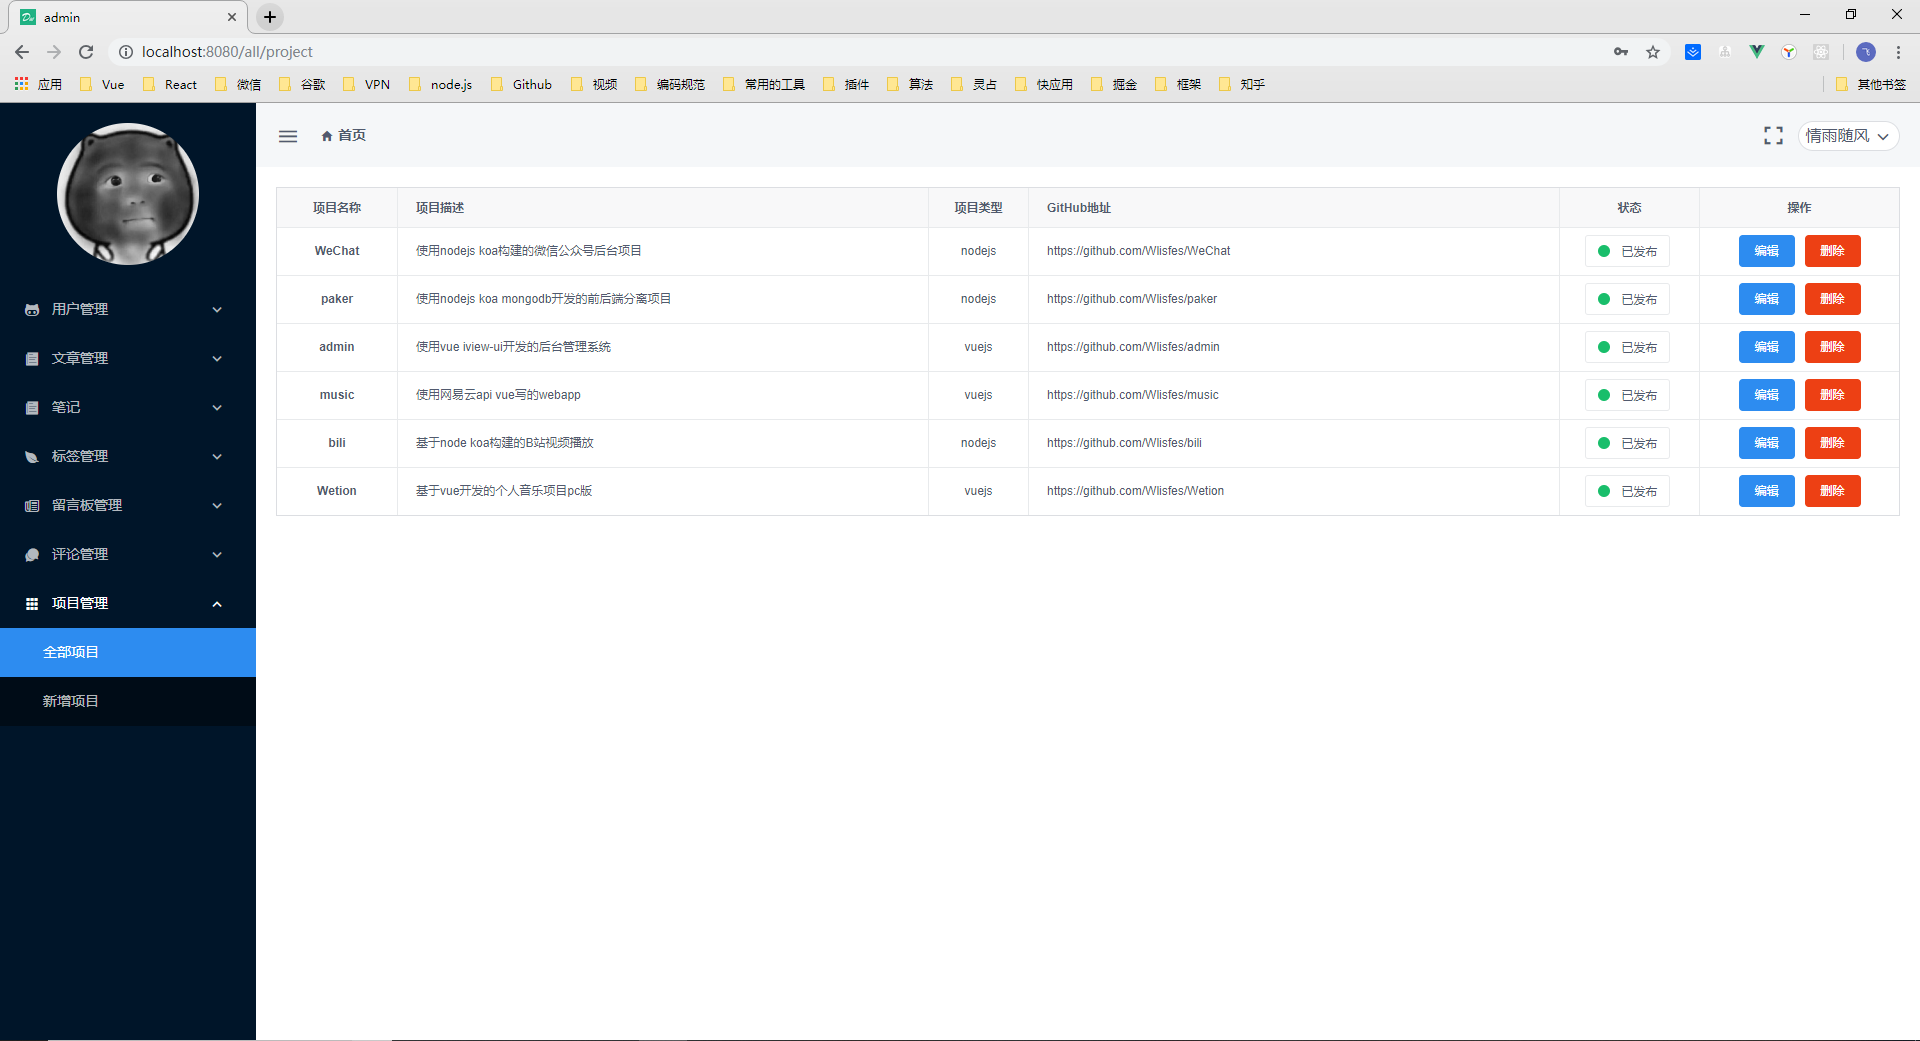 admin
localhost:8080/all/project
应用 Vue React 微信 谷歌 VPN node.js Github 视频 编码规范 常用的工具 插件 算法 灵占 快应用 掘金 框架 知乎 其他书签
首页 情雨随风
用户管理
文章管理
笔记
标签管理
留言板管理
评论管理
项目管理
全部项目
新增项目
项目名称 项目描述 项目类型 GitHub地址 状态 操作
WeChat 使用nodejs koa构建的微信公众号后台项目 nodejs https://github.com/Wlisfes/WeChat 已发布 编辑 删除
paker 使用nodejs koa mongodb开发的前后端分离项目 nodejs https://github.com/Wlisfes/paker 已发布 编辑 删除
admin 使用vue iview-ui开发的后台管理系统 vuejs https://github.com/Wlisfes/admin 已发布 编辑 删除
music 使用网易云api vue写的webapp vuejs https://github.com/Wlisfes/music 已发布 编辑 删除
bili 基于node koa构建的B站视频播放 nodejs https://github.com/Wlisfes/bili 已发布 编辑 删除
Wetion 基于vue开发的个人音乐项目pc版 vuejs https://github.com/Wlisfes/Wetion 已发布 编辑 删除